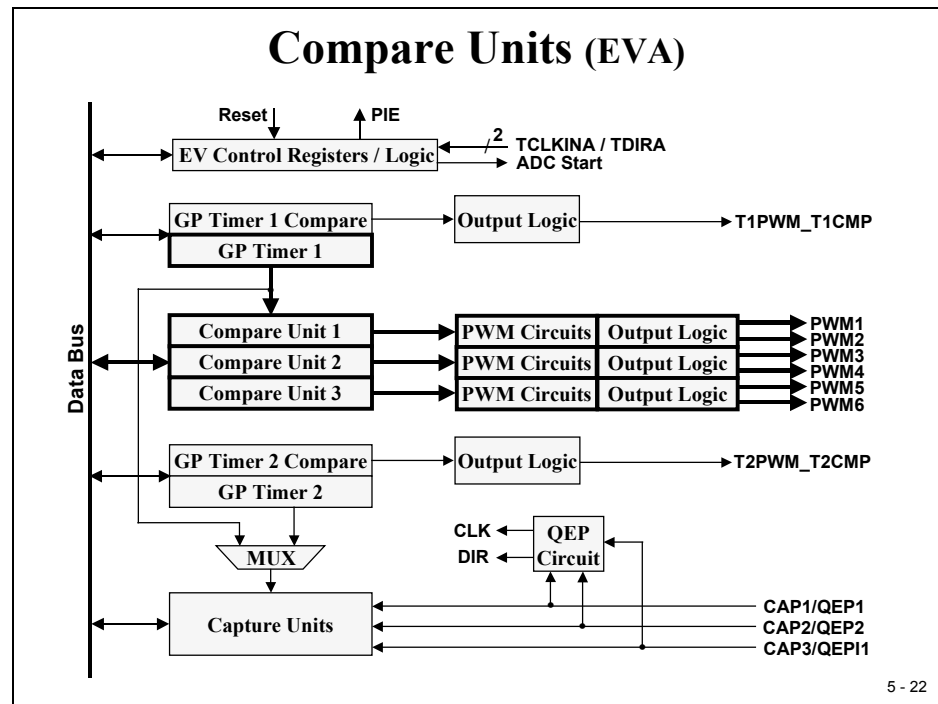 Compare Units (EVA)
Reset
PIE
2
TCLKINA / TDIRA
EV Control Registers / Logic
ADC Start
GP Timer 1 Compare
Output Logic
T1PWM_T1CMP
GP Timer 1
Data Bus
Compare Unit 1
PWM Circuits
Output Logic
PWM1
PWM2
Compare Unit 2
PWM Circuits
Output Logic
PWM3
PWM4
Compare Unit 3
PWM Circuits
Output Logic
PWM5
PWM6
GP Timer 2 Compare
Output Logic
T2PWM_T2CMP
GP Timer 2
CLK
QEP
DIR
Circuit
MUX
Capture Units
CAP1/QEP1
CAP2/QEP2
CAP3/QEPI1
5 - 22